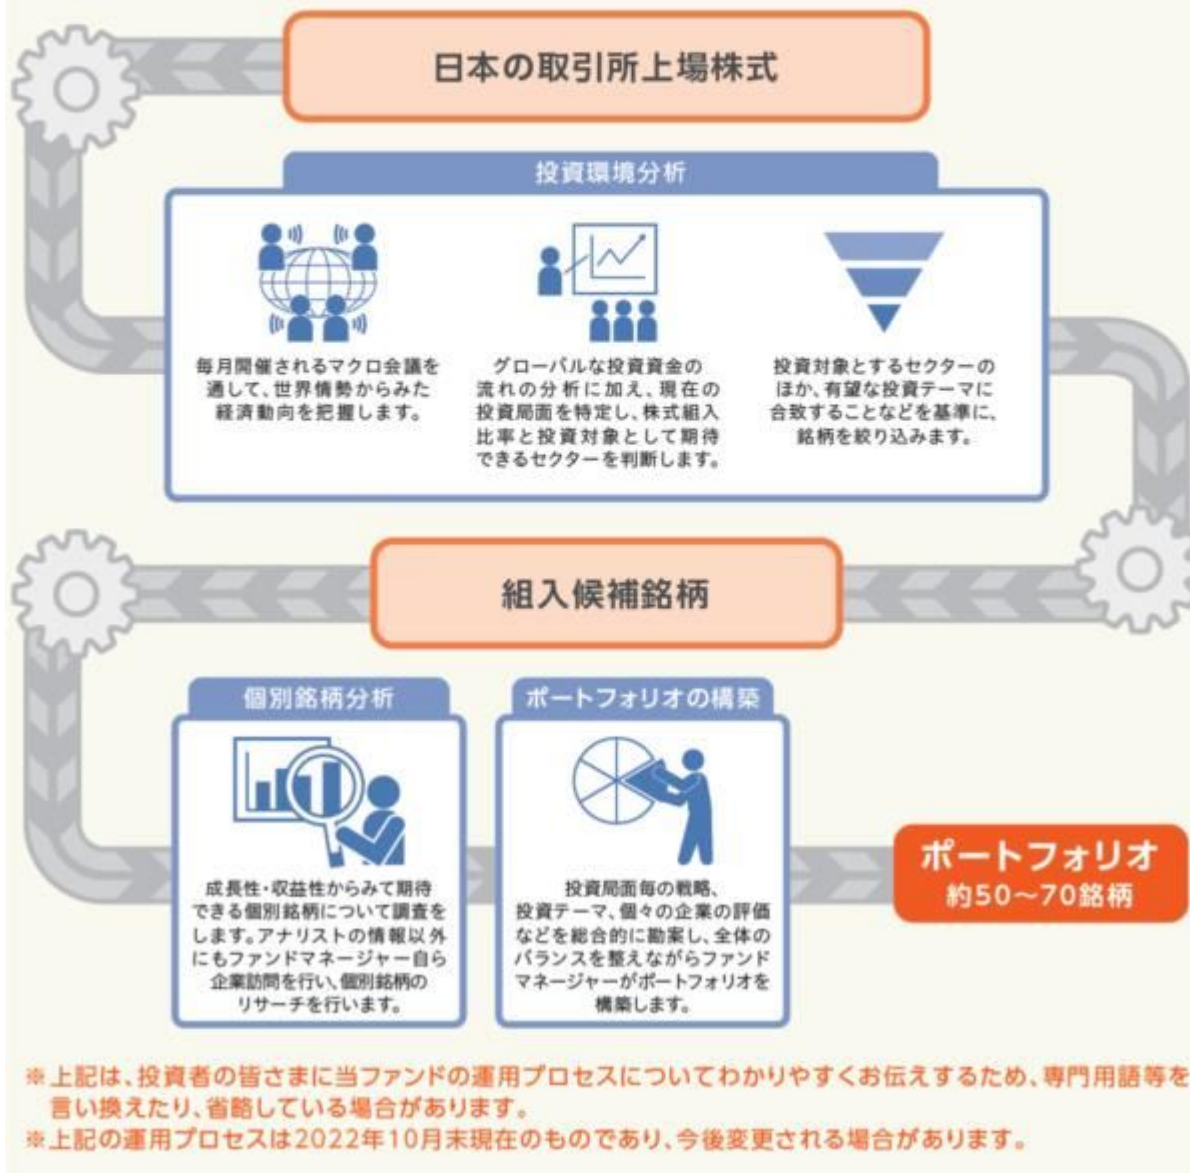 日本の取引所上場株式
投資環境分析
毎月開催されるマクロ会議を
通して、世界情勢からみた
経済動向を把握します。
グローバルな投資資金の
流れの分析に加え、現在の
投資局面を特定し、株式組入
比率と投資対象として期待
できるセクターを判断します。
投資対象とするセクターの
ほか、有望な投資テーマに
合致することなどを基準に、
銘柄を絞り込みます。
組入候補銘柄
個別銘柄分析
成長性・収益性からみて期待
できる個別銘柄について調査を
します。アナリストの情報以外
にもファンドマネージャー自ら
企業訪問を行い、個別銘柄の
リサーチを行います。
ポートフォリオの構築
投資局面毎の戦略、
投資テーマ、個々の企業の評価
などを総合的に勘案し、全体の
バランスを整えながらファンド
マネージャーがポートフォリオを
構築します。
ポートフォリオ
約50～70銘柄
※上記は、投資者の皆さまに当ファンドの運用プロセスについてわかりやすくお伝えするため、専門用語等を
言い換えたり、省略している場合があります。
※上記の運用プロセスは2022年10月末現在のものであり、今後変更される場合があります。